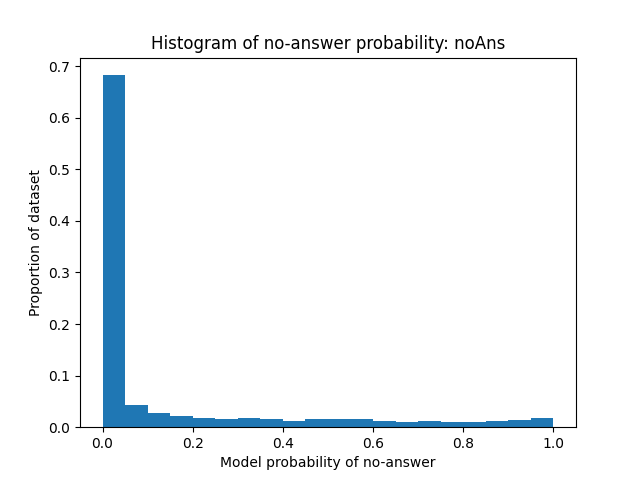 Histogram of no-answer probability: noAns
0.7
0.6
0.5
0.4
0.3
0.2
0.1
0.0
Proportion of dataset
0.0 0.2 0.4 0.6 0.8 1.0
Model probability of no-answer